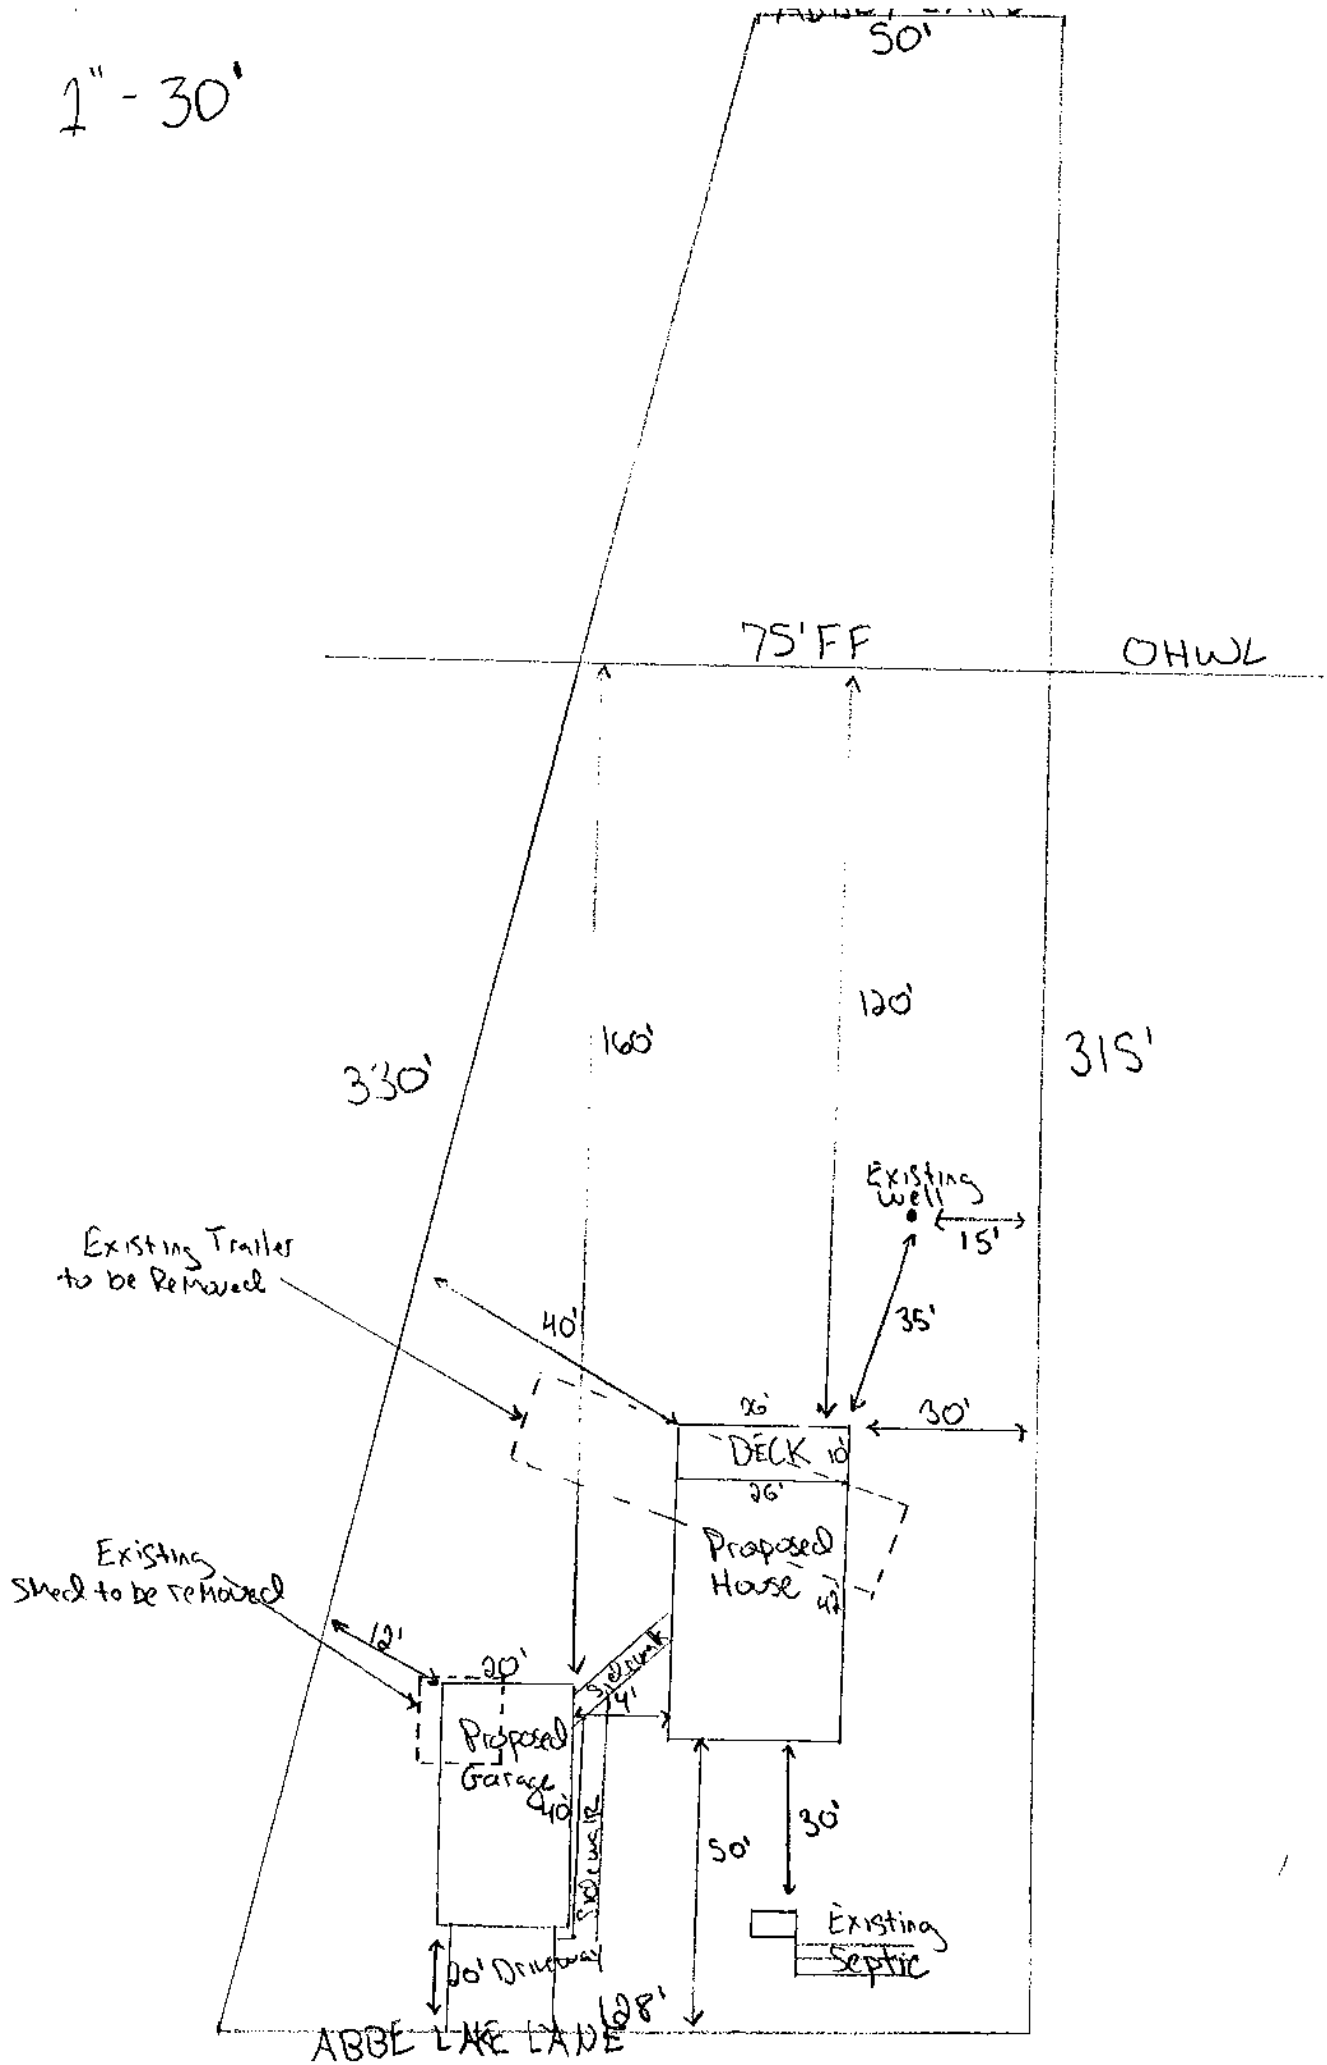 50'
1" - 30'
75'FF
OHWL
120'
160'
315'
330'
Existing
well
15'
Existing Trailer
to be Removed
35'
40'
26'
30'
DECK 10'
26'
Proposed
House
42'
Existing
Shed to be removed
12'
20'
Sidewalk
14'
Proposed
Garage
40'
Sidewalk
50'
30'
Existing
Septic
20' Driveway
128'
ABBE LAKE LANE